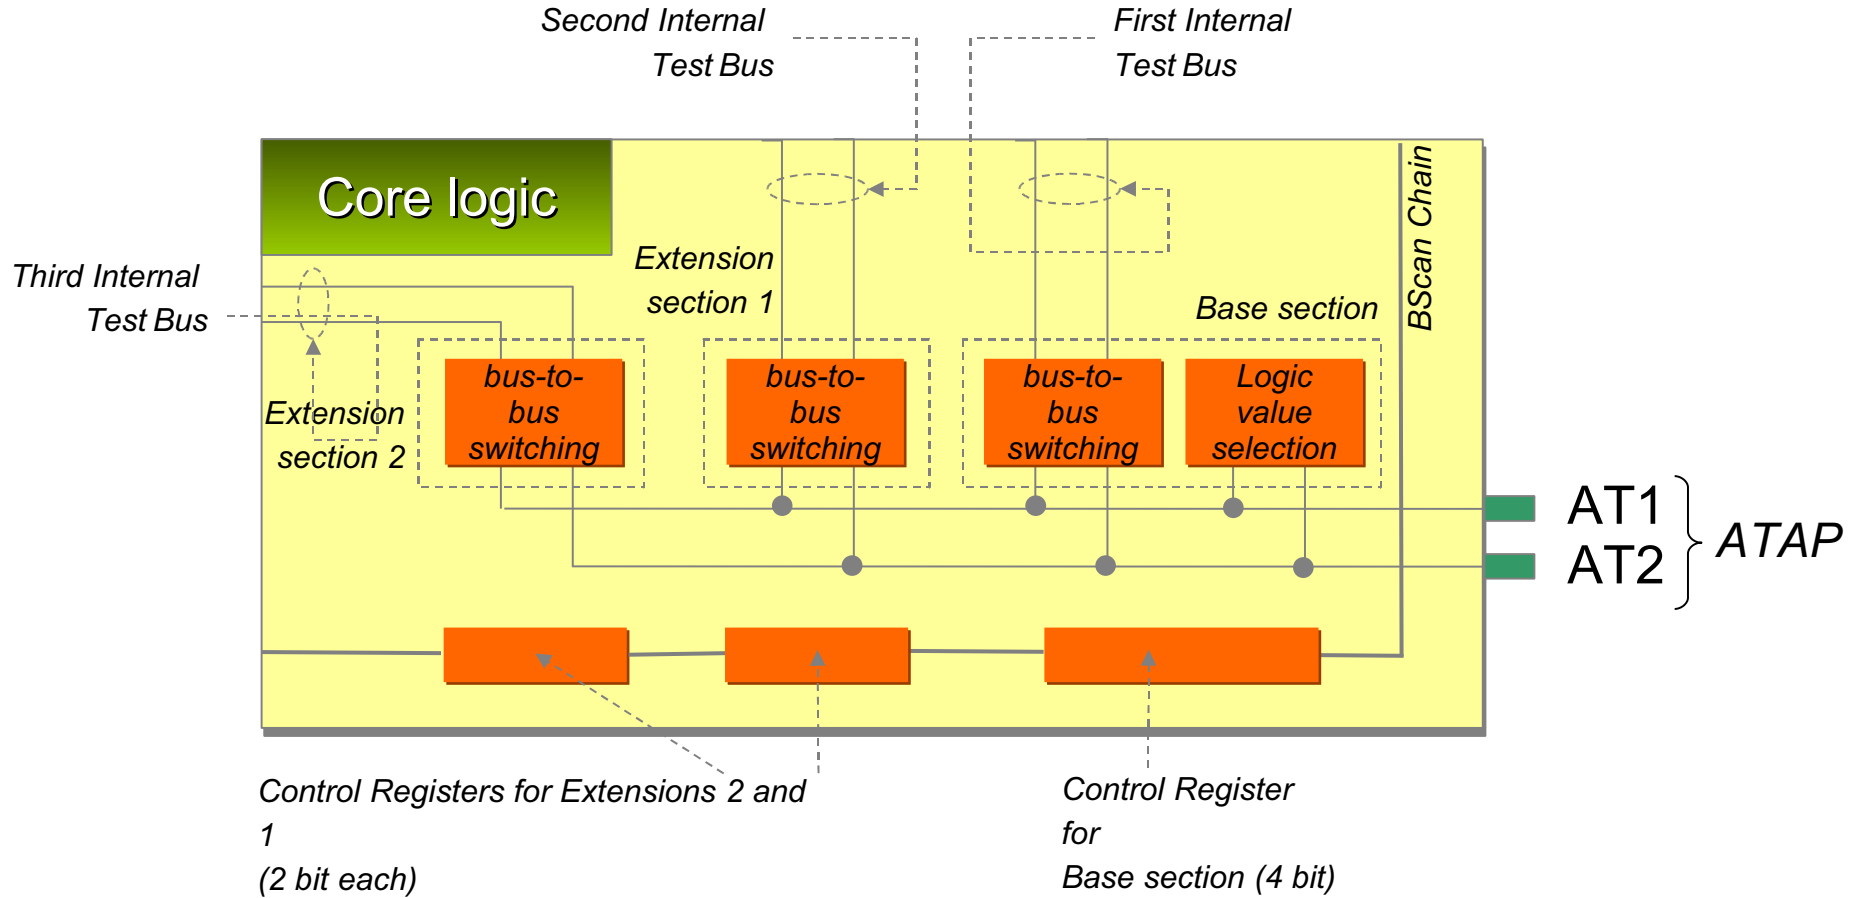 Second Internal
Test Bus
First Internal
Test Bus
Core logic
BScan Chain
Third Internal
Test Bus
Extension
section 1
Base section
Extension
section 2
bus-to-
bus
switching
bus-to-
bus
switching
bus-to-
bus
switching
Logic
value
selection
AT1
AT2
ATAP
Control Registers for Extensions 2 and
1
(2 bit each)
Control Register
for
Base section (4 bit)